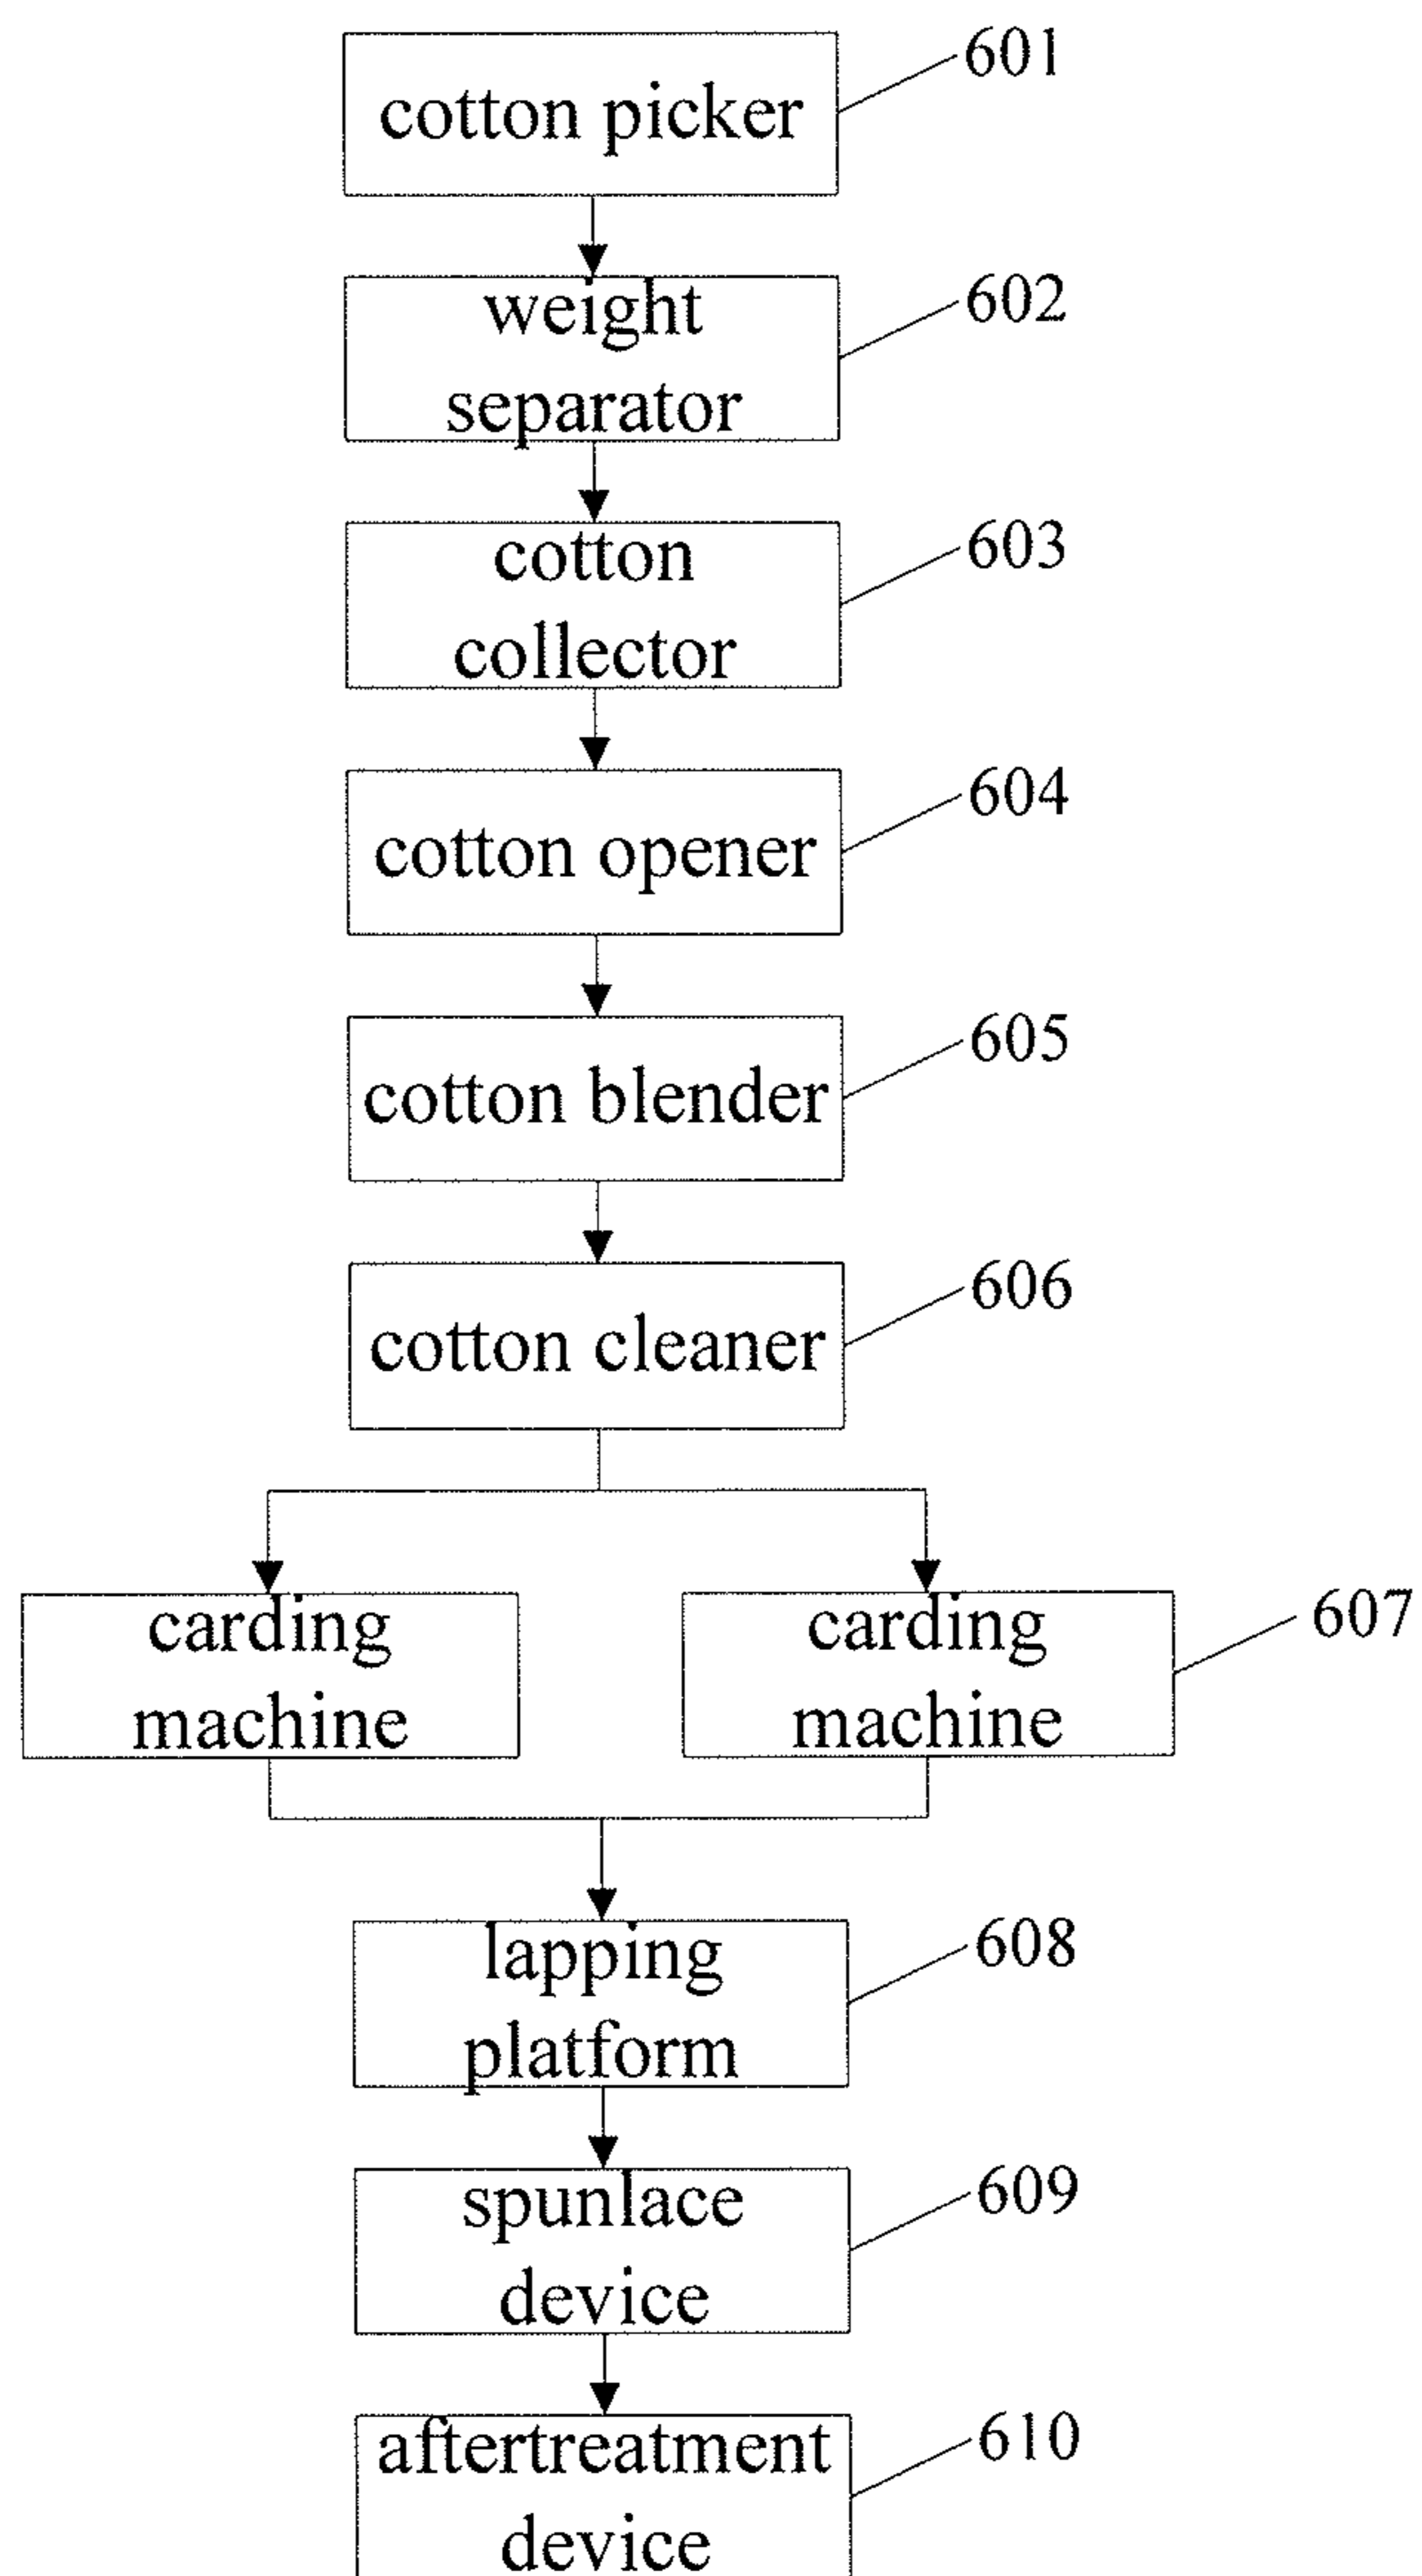 cotton picker
601
weight
separator
602
cotton
collector
603
cotton opener
604
cotton blender
605
cotton cleaner
606
carding
machine
carding
machine
607
lapping
platform
608
spunlace
device
609
aftertreatment
device
610